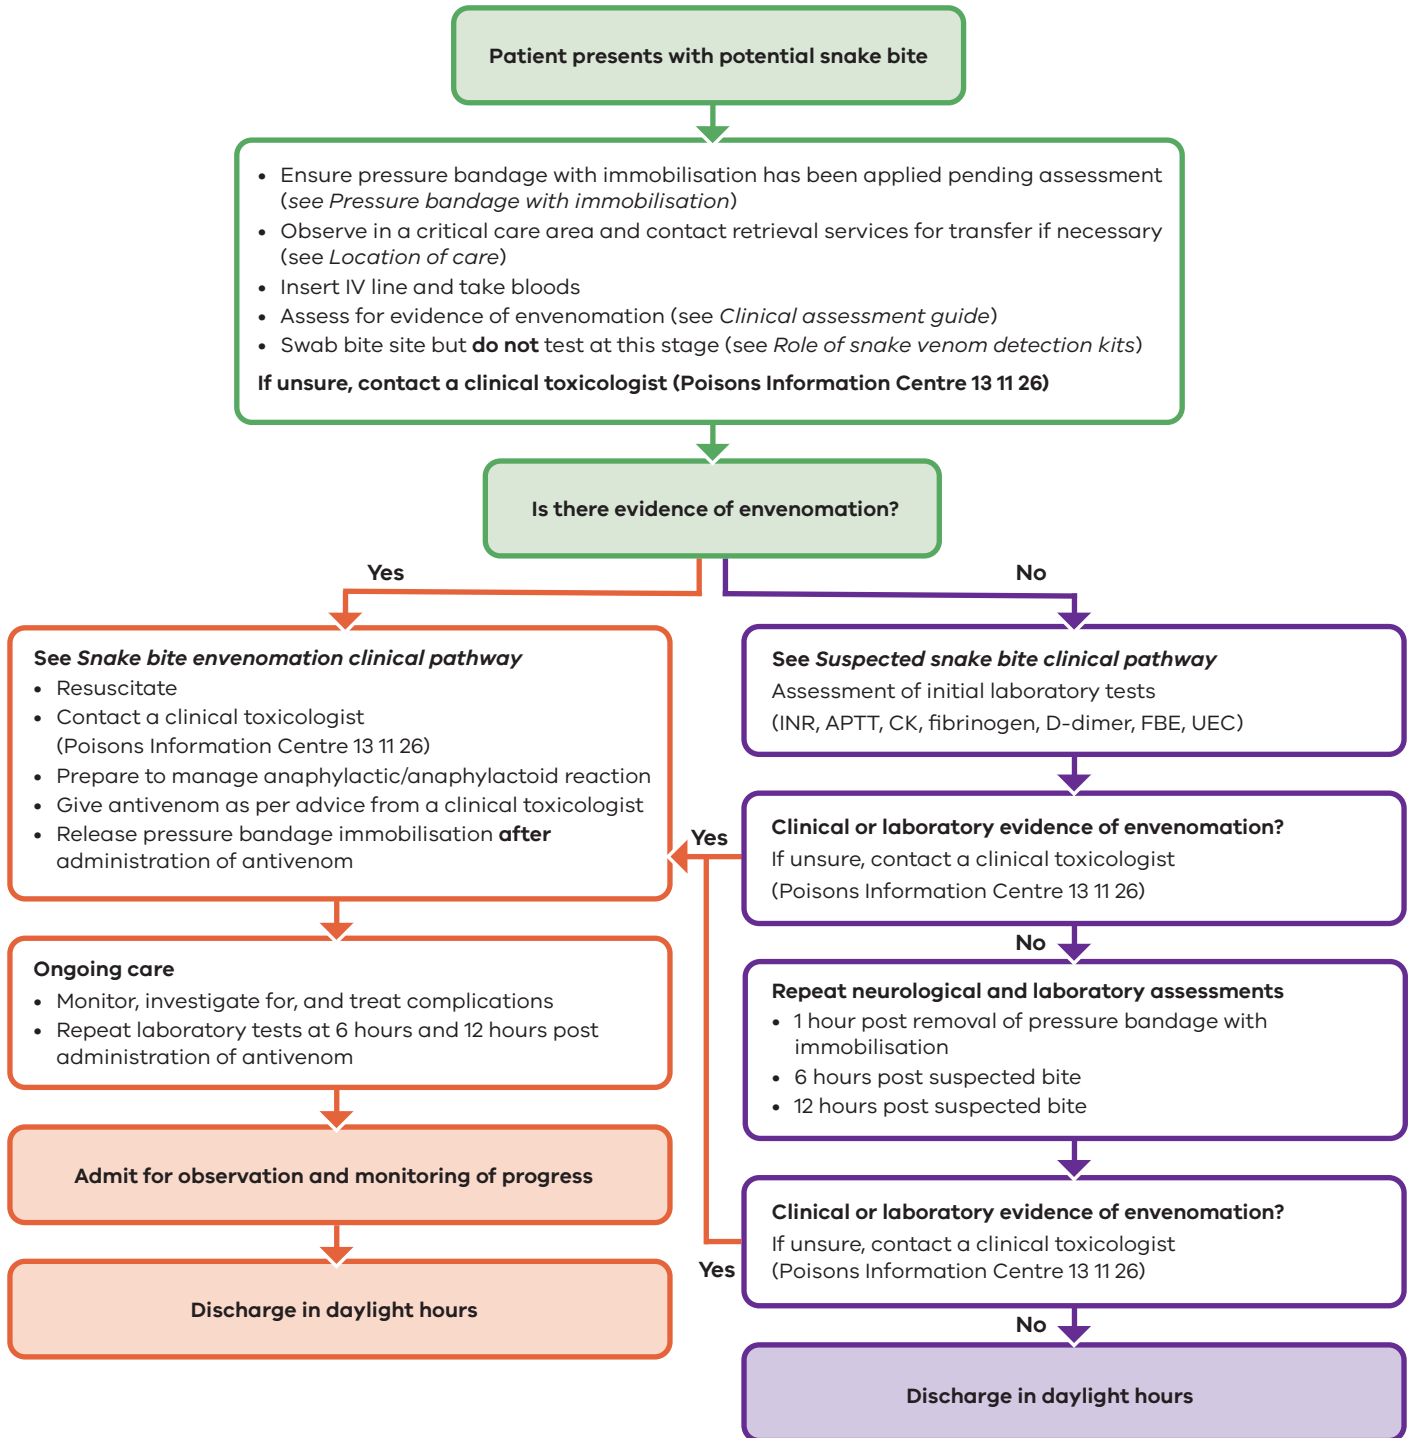 Patient presents with potential snake bite
• Ensure pressure bandage with immobilisation has been applied pending assessment
(see Pressure bandage with immobilisation)
• Observe in a critical care area and contact retrieval services for transfer if necessary
(see Location of care)
• Insert IV line and take bloods
• Assess for evidence of envenomation (see Clinical assessment guide)
• Swab bite site but do not test at this stage (see Role of snake venom detection kits)
If unsure, contact a clinical toxicologist (Poisons Information Centre 13 11 26)
Is there evidence of envenomation?
Yes
No
See Snake bite envenomation clinical pathway
• Resuscitate
• Contact a clinical toxicologist
(Poisons Information Centre 13 11 26)
• Prepare to manage anaphylactic/anaphylactoid reaction
• Give antivenom as per advice from a clinical toxicologist
• Release pressure bandage immobilisation after
administration of antivenom
Ongoing care
• Monitor, investigate for, and treat complications
• Repeat laboratory tests at 6 hours and 12 hours post
administration of antivenom
Admit for observation and monitoring of progress
Discharge in daylight hours
See Suspected snake bite clinical pathway
Assessment of initial laboratory tests
(INR, APTT, CK, fibrinogen, D-dimer, FBE, UEC)
Clinical or laboratory evidence of envenomation?
If unsure, contact a clinical toxicologist
(Poisons Information Centre 13 11 26)
Yes
No
Repeat neurological and laboratory assessments
• 1 hour post removal of pressure bandage with
immobilisation
• 6 hours post suspected bite
• 12 hours post suspected bite
Clinical or laboratory evidence of envenomation?
If unsure, contact a clinical toxicologist
(Poisons Information Centre 13 11 26)
Yes
No
Discharge in daylight hours